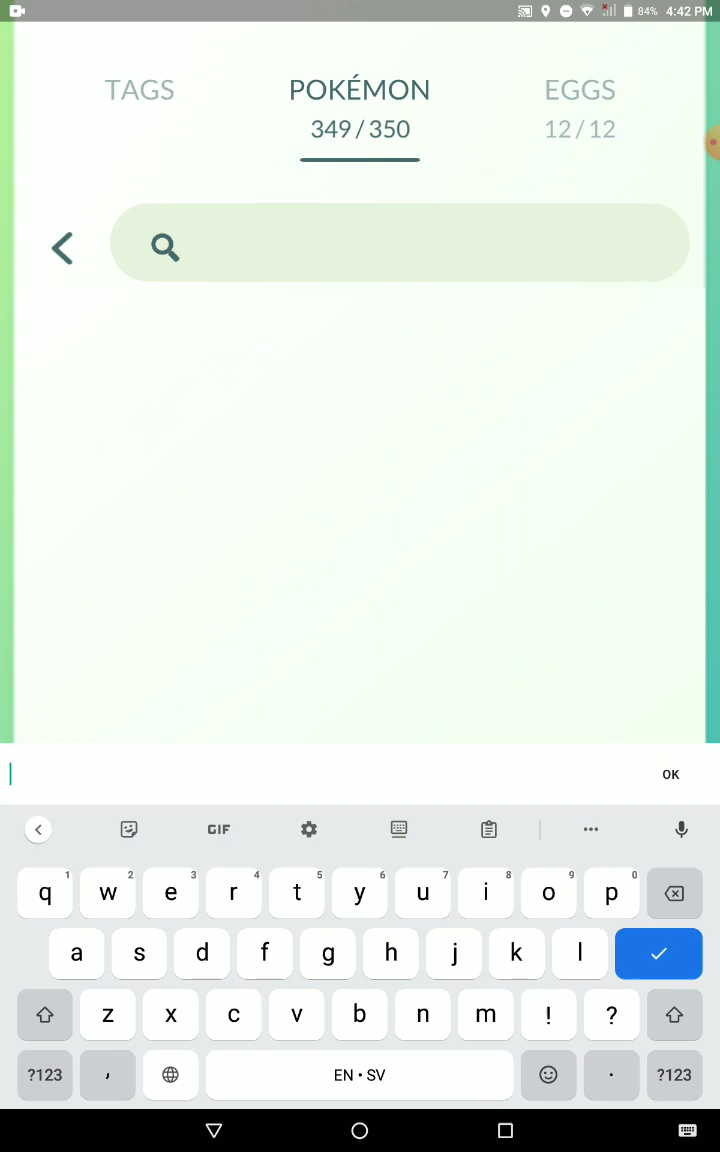 84% 4:42 PM
TAGS POKÉMON EGGS
349 / 350 12 / 12
OK
GIF
1 2 3 4 5 6 7 8 9 0
q w e r t y u i o p
a s d f g h j k l
z x c v b n m ! ?
?123 , EN • SV . ?123